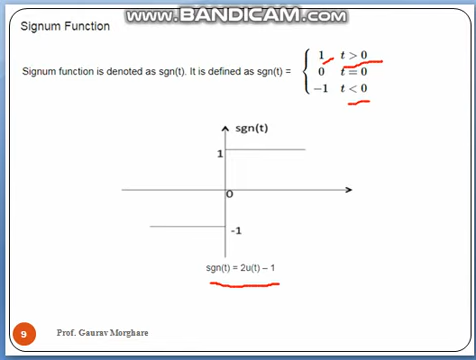 WWW.BANDICAM.COM
Signum Function
Signum function is denoted as sgn(t). It is defined as sgn(t) =
1 t > 0
0 t = 0
−1 t < 0
sgn(t)
1
0
-1
sgn(t) = 2u(t) – 1
9 Prof. Gaurav Morghare